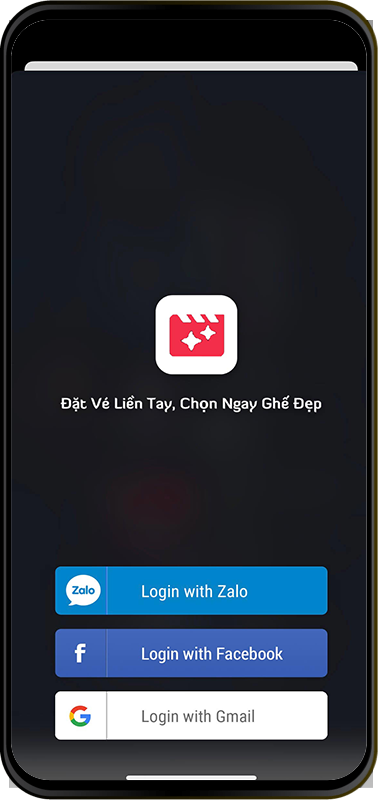 Đặt Vé Liền Tay, Chọn Ngay Ghế Đẹp
Zalo
Login with Zalo
f
Login with Facebook
G
Login with Gmail